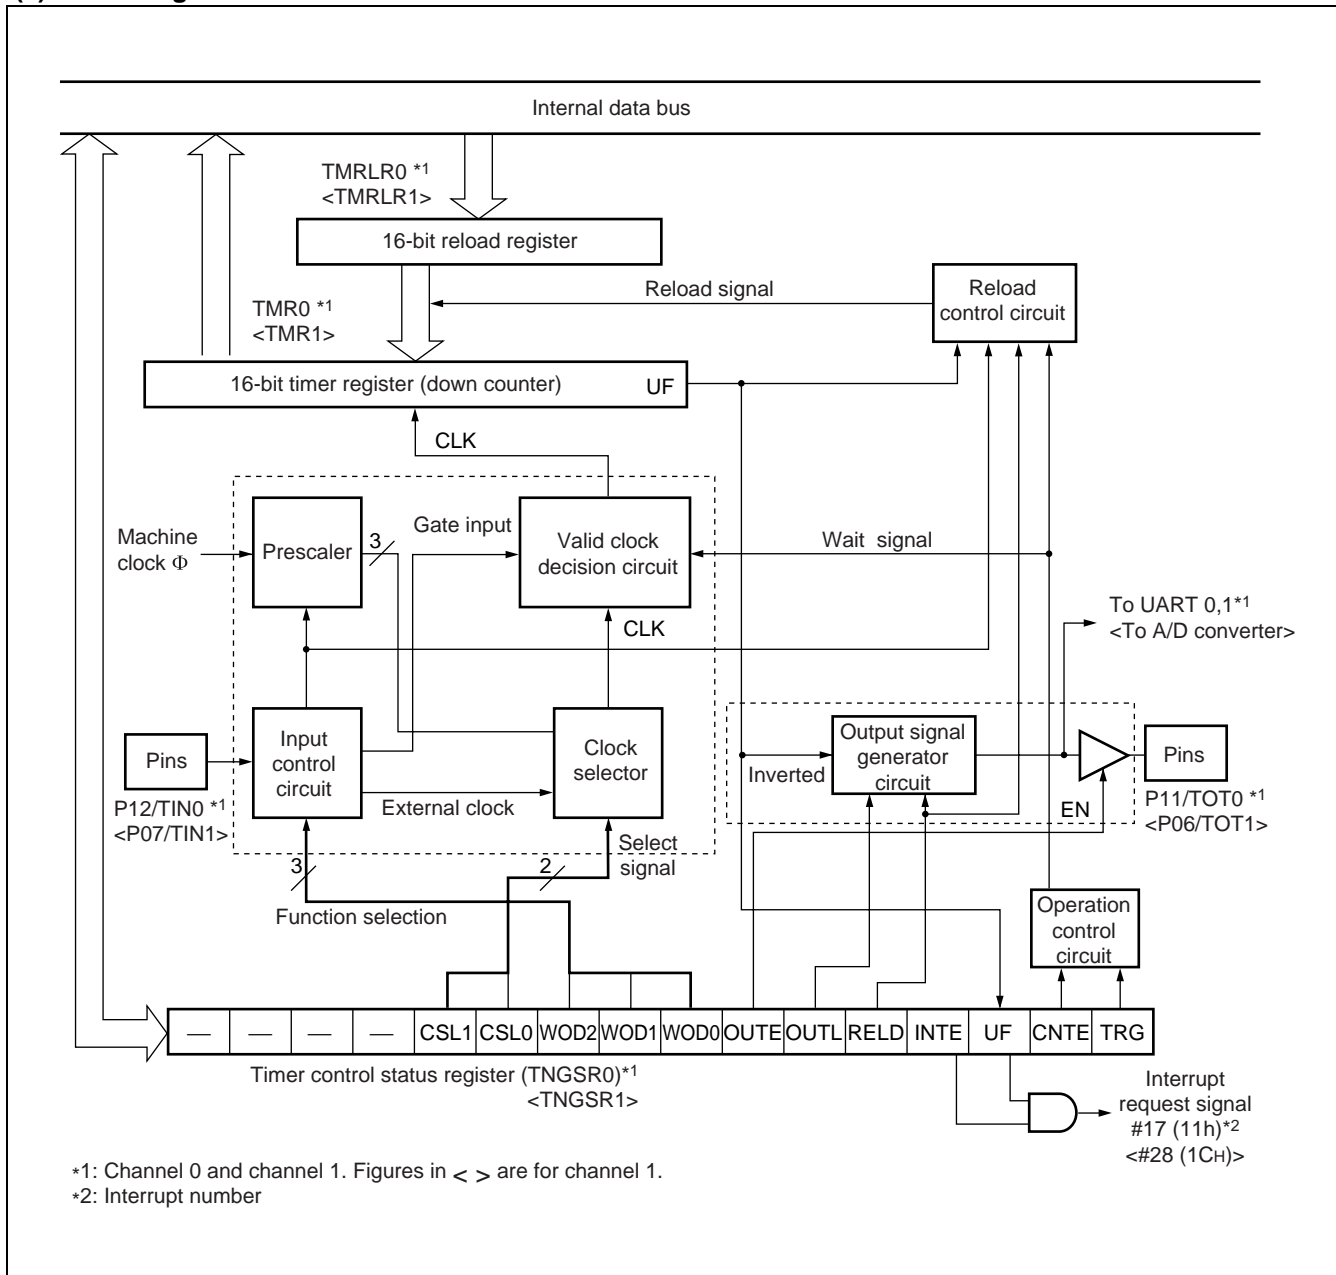 Internal data bus
TMRLR0 *1
<TMRLR1>
16-bit reload register
Reload signal
Reload
control circuit
TMR0 *1
<TMR1>
16-bit timer register (down counter)
UF
CLK
Machine
clock Φ
Prescaler
3
Gate input
Valid clock
decision circuit
Wait signal
To UART 0,1*1
<To A/D converter>
CLK
Pins
P12/TIN0 *1
<P07/TIN1>
Input
control
circuit
External clock
Clock
selector
Inverted
Output signal
generator
circuit
EN
Pins
P11/TOT0 *1
<P06/TOT1>
3
2
Select
signal
Function selection
Operation
control
circuit
— — — — CSL1 CSL0 WOD2 WOD1 WOD0 OUTE OUTL RELD INTE UF CNTE TRG
Timer control status register (TNGSR0)*1
<TNGSR1>
Interrupt
request signal
#17 (11h)*2
<#28 (1CH)>
*1: Channel 0 and channel 1. Figures in < > are for channel 1.
*2: Interrupt number